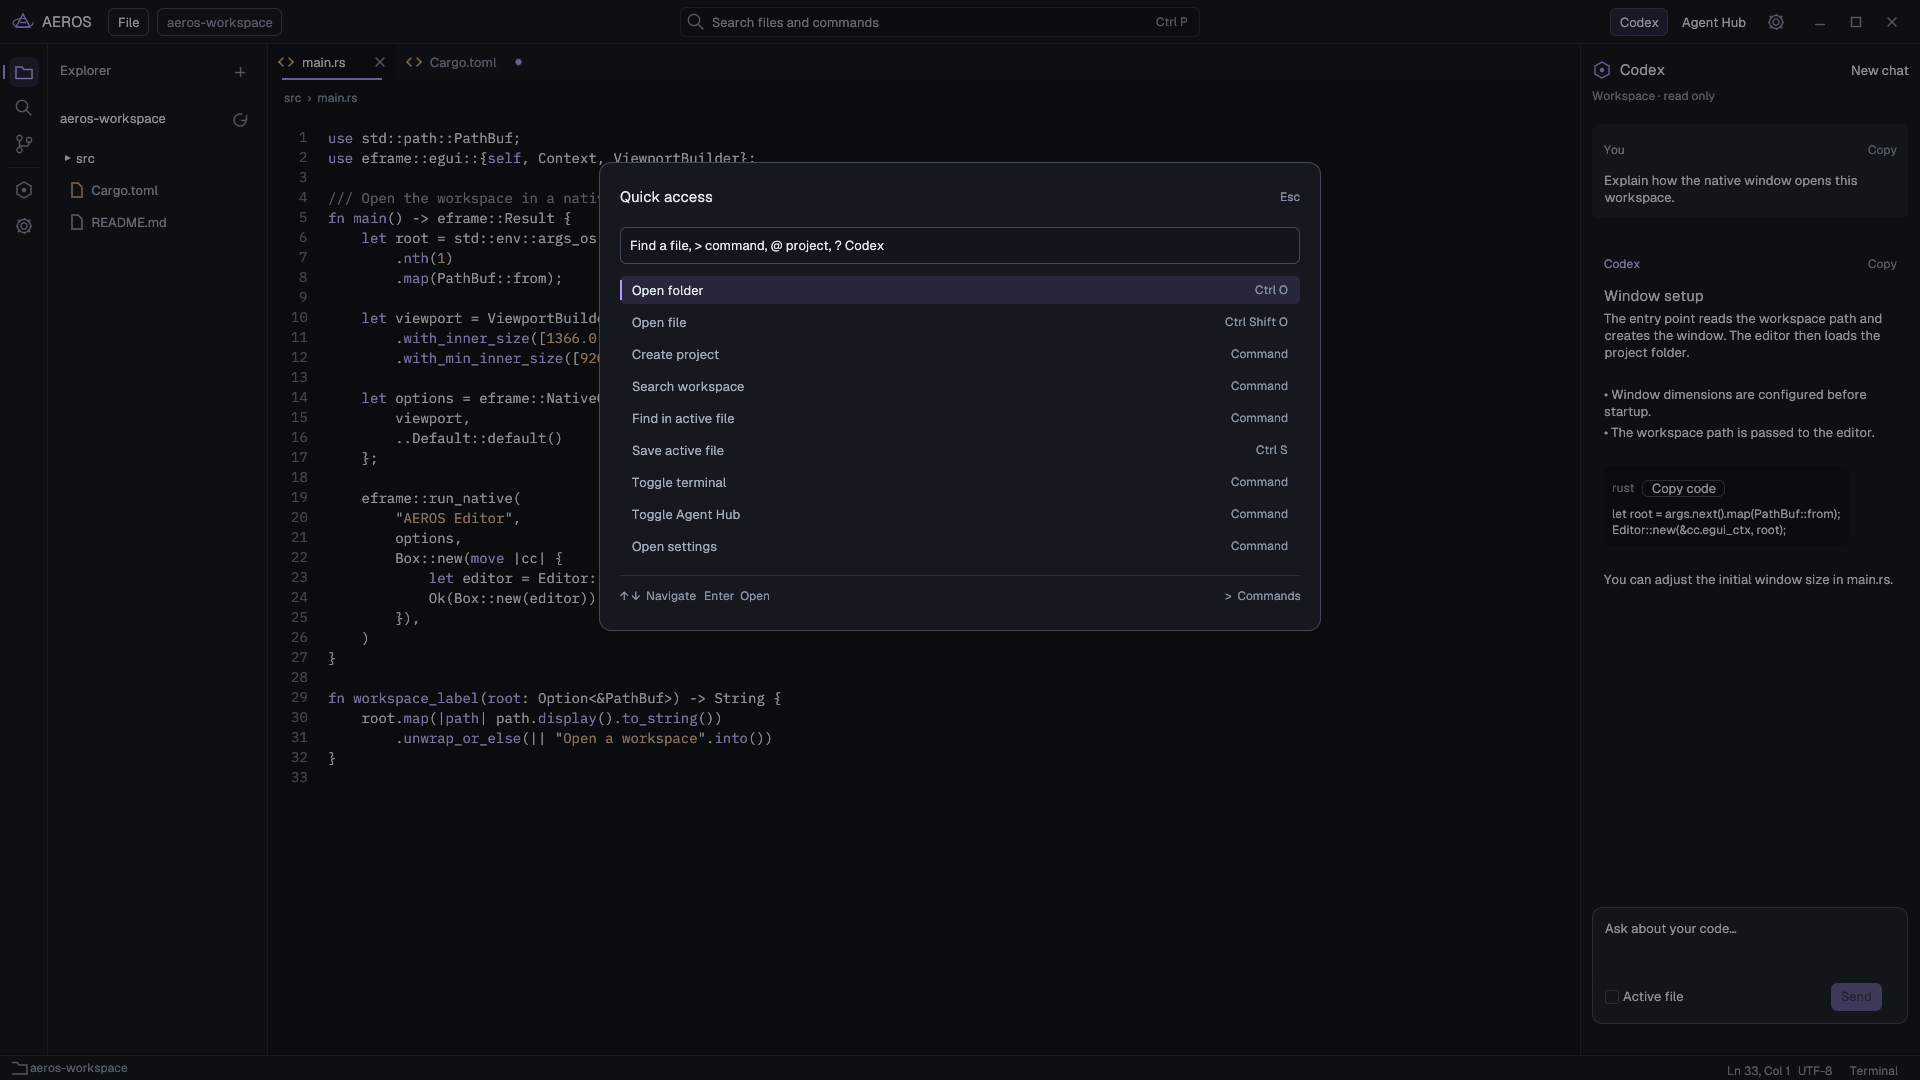 AEROS File aeros-workspace
Search files and commands Ctrl P
Codex Agent Hub
Explorer +
aeros-workspace
src
Cargo.toml
README.md
main.rs Cargo.toml
src › main.rs
1 use std::path::PathBuf;
2 use eframe::egui::{self, Context, ViewportBuilder};
3
4 /// Open the workspace in a nati
5 fn main() -> eframe::Result {
6 let root = std::env::args_os
7 .nth(1)
8 .map(PathBuf::from);
9
10 let viewport = ViewportBuild
11 .with_inner_size([1366.0
12 .with_min_inner_size([920
13
14 let options = eframe::Native
15 viewport,
16 ..Default::default()
17 };
18
19 eframe::run_native(
20 "AEROS Editor",
21 options,
22 Box::new(move |cc| {
23 let editor = Editor:
24 Ok(Box::new(editor))
25 }),
26 )
27 }
28
29 fn workspace_label(root: Option<&PathBuf>) -> String {
30 root.map(|path| path.display().to_string())
31 .unwrap_or_else(|| "Open a workspace".into())
32 }
33
Quick access Esc
Find a file, > command, @ project, ? Codex
Open folder Ctrl O
Open file Ctrl Shift O
Create project Command
Search workspace Command
Find in active file Command
Save active file Ctrl S
Toggle terminal Command
Toggle Agent Hub Command
Open settings Command
↑↓ Navigate Enter Open > Commands
Codex New chat
Workspace · read only
You Copy
Explain how the native window opens this
workspace.
Codex Copy
Window setup
The entry point reads the workspace path and
creates the window. The editor then loads the
project folder.
• Window dimensions are configured before
startup.
• The workspace path is passed to the editor.
rust Copy code
let root = args.next().map(PathBuf::from);
Editor::new(&cc.egui_ctx, root);
You can adjust the initial window size in main.rs.
Ask about your code…
Active file Send
aeros-workspace
Ln 33, Col 1 UTF-8 Terminal